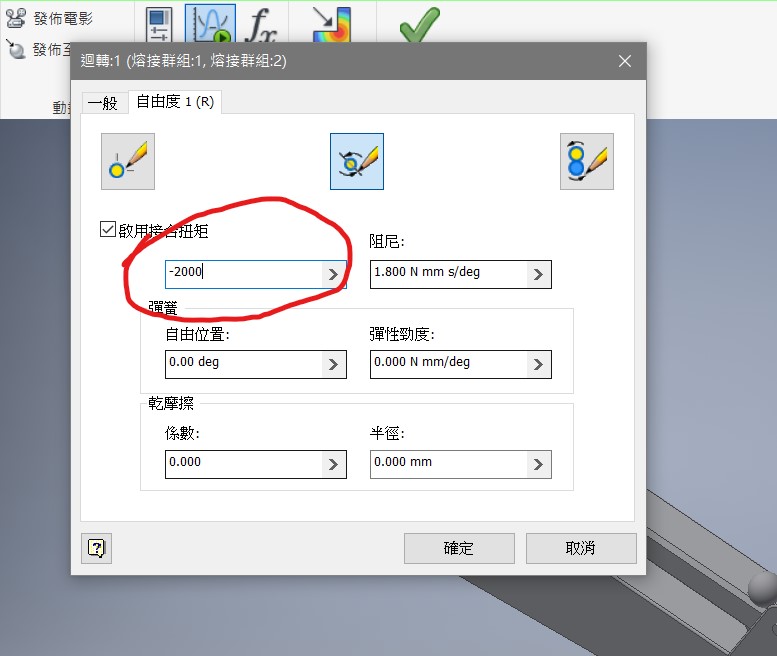 發佈電影
發佈至
fx
動
迴轉:1 (熔接群組:1, 熔接群組:2)
一般
自由度 1 (R)
啟用接合扭矩
阻尼:
-2000
1.800 N mm s/deg
彈簧
自由位置:
彈性勁度:
0.00 deg
0.000 N mm/deg
乾摩擦
係數:
半徑:
0.000
0.000 mm
?
確定
取消